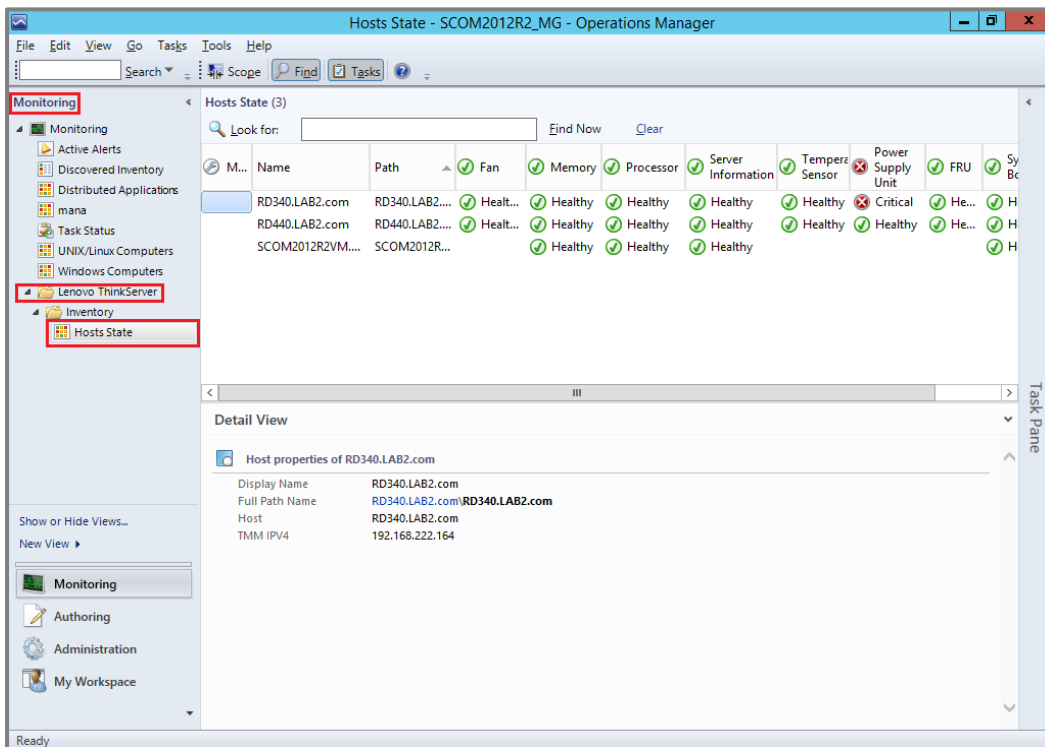 Hosts State - SCOM2012R2_MG - Operations Manager
File Edit View Go Tasks Tools Help
Search Scope Find Tasks
Monitoring
Monitoring
Active Alerts
Discovered Inventory
Distributed Applications
mana
Task Status
UNIX/Linux Computers
Windows Computers
Lenovo ThinkServer
Inventory
Hosts State
Show or Hide Views...
New View
Monitoring
Authoring
Administration
My Workspace
Hosts State (3)
Look for: Find Now Clear
M... Name Path Fan Memory Processor Server Information Tempera Sensor Power Supply Unit FRU Sy Bo
RD340.LAB2.com RD340.LAB2.... Healt... Healthy Healthy Healthy Healthy Critical He... H
RD440.LAB2.com RD440.LAB2.... Healt... Healthy Healthy Healthy Healthy Healthy He... H
SCOM2012R2VM.... SCOM2012R... Healthy Healthy Healthy H
Detail View
Host properties of RD340.LAB2.com
Display Name RD340.LAB2.com
Full Path Name RD340.LAB2.com\RD340.LAB2.com
Host RD340.LAB2.com
TMM IPV4 192.168.222.164
Task Pane
Ready